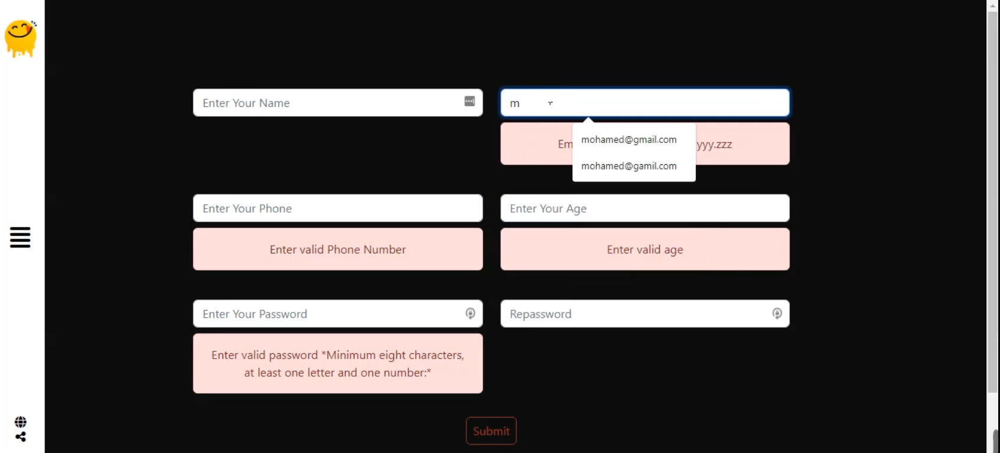 Enter Your Name
m
Em
yyy.zzz
mohamed@gmail.com
mohamed@gamil.com
Enter Your Phone
Enter Your Age
Enter valid Phone Number
Enter valid age
Enter Your Password
Repassword
Enter valid password *Minimum eight characters,
at least one letter and one number:*
Submit